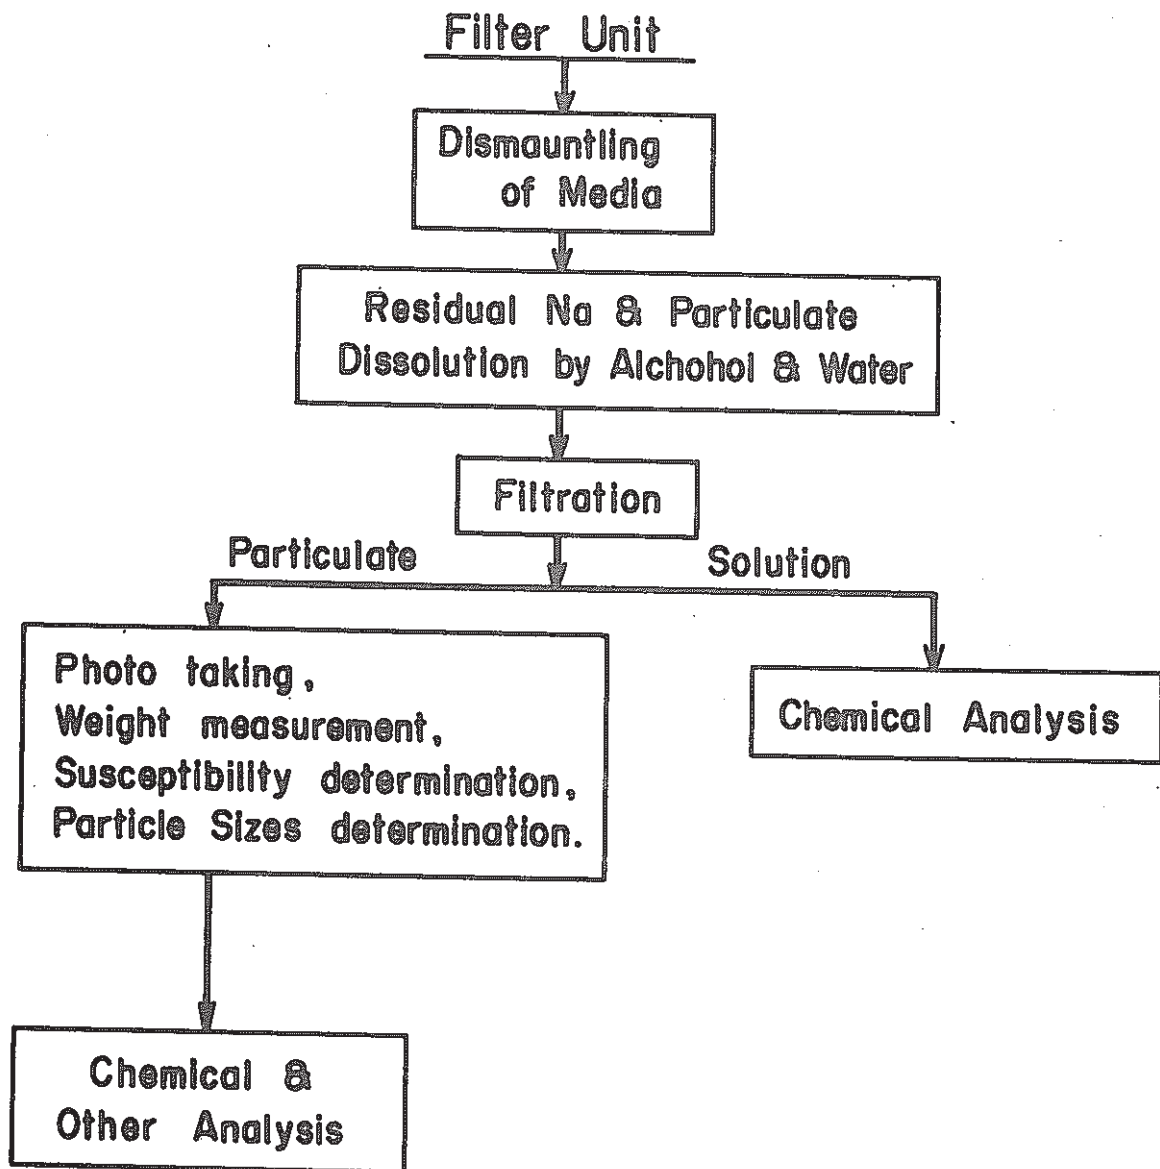 Filter Unit
Dismauntling
of Media
Residual Na & Particulate
Dissolution by Alchohol & Water
Filtration
Particulate
Solution
Photo taking,
Weight measurement,
Susceptibility determination,
Particle Sizes determination.
Chemical Analysis
Chemical &
Other Analysis